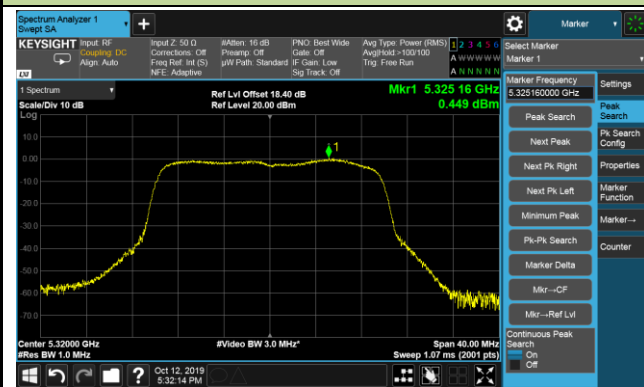 Spectrum Analyzer 1
Swept SA
Marker
KEYSIGHT
Input: RF
Coupling: DC
Align: Auto
Input Z: 50 Ω
Corrections: Off
Freq Ref: Int (S)
NFE: Adaptive
#Atten: 16 dB
Preamp: Off
µW Path: Standard
PNO: Best Wide
Gate: Off
IF Gain: Low
Sig Track: Off
Avg Type: Power (RMS)
Avg|Hold:>100/100
Trig: Free Run
1 2 3 4 5 6
A W W W W W
A N N N N N
Select Marker
Marker 1
1 Spectrum
Scale/Div 10 dB
Log
Ref Lvl Offset 18.40 dB
Ref Level 20.00 dBm
Mkr1 5.325 16 GHz
0.449 dBm
10.0
0.00
-10.0
-20.0
-30.0
-40.0
-50.0
-60.0
-70.0
1
Center 5.32000 GHz
#Res BW 1.0 MHz
#Video BW 3.0 MHz*
Span 40.00 MHz
Sweep 1.07 ms (2001 pts)
Marker Frequency
5.325160000 GHz
Peak Search
Next Peak
Next Pk Right
Next Pk Left
Minimum Peak
Pk-Pk Search
Marker Delta
Mkr→CF
Mkr→Ref Lvl
Continuous Peak
Search
On
Off
Settings
Peak
Search
Pk Search
Config
Properties
Marker
Function
Marker→
Counter
Oct 12, 2019
5:32:14 PM